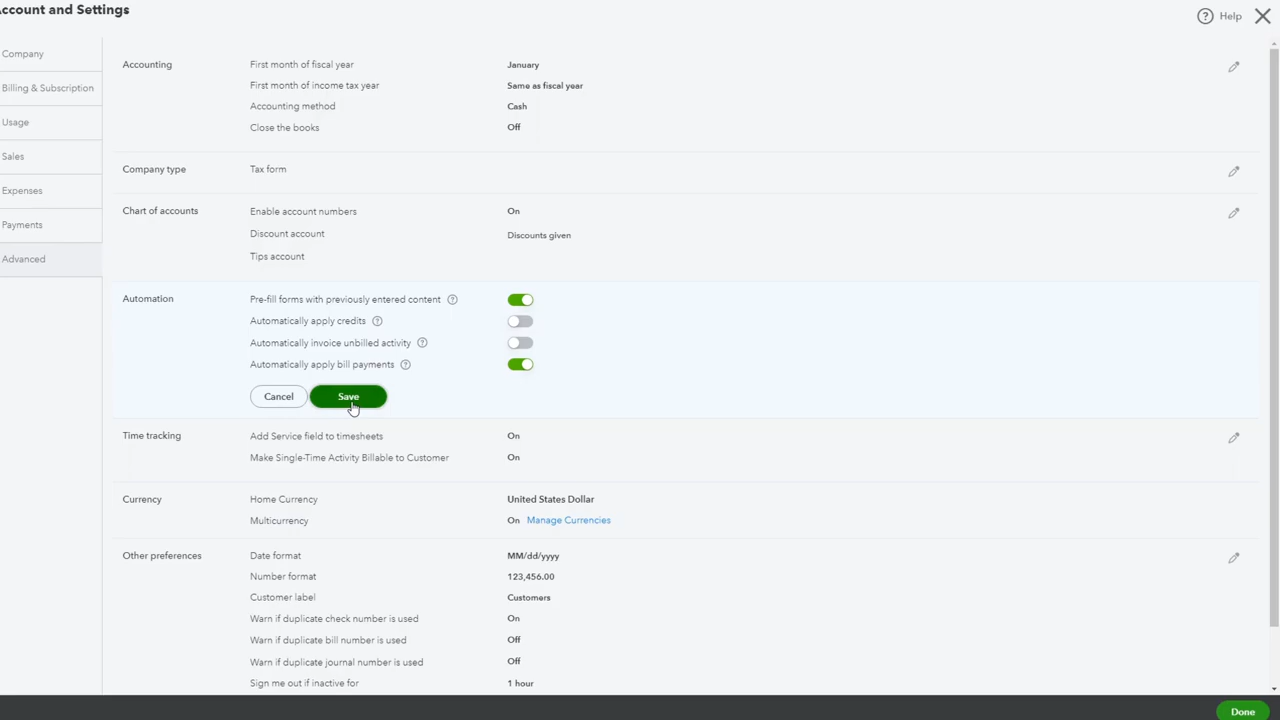 Account and Settings
Help
Company
Billing & Subscription
Usage
Sales
Expenses
Payments
Advanced
Accounting
First month of fiscal year January
First month of income tax year Same as fiscal year
Accounting method Cash
Close the books Off
Company type Tax form
Chart of accounts Enable account numbers On
Discount account Discounts given
Tips account
Automation Pre-fill forms with previously entered content ?
Automatically apply credits ?
Automatically invoice unbilled activity ?
Automatically apply bill payments ?
Cancel Save
Time tracking Add Service field to timesheets On
Make Single-Time Activity Billable to Customer On
Currency Home Currency United States Dollar
Multicurrency On Manage Currencies
Other preferences Date format MM/dd/yyyy
Number format 123,456.00
Customer label Customers
Warn if duplicate check number is used On
Warn if duplicate bill number is used Off
Warn if duplicate journal number is used Off
Sign me out if inactive for 1 hour
Done